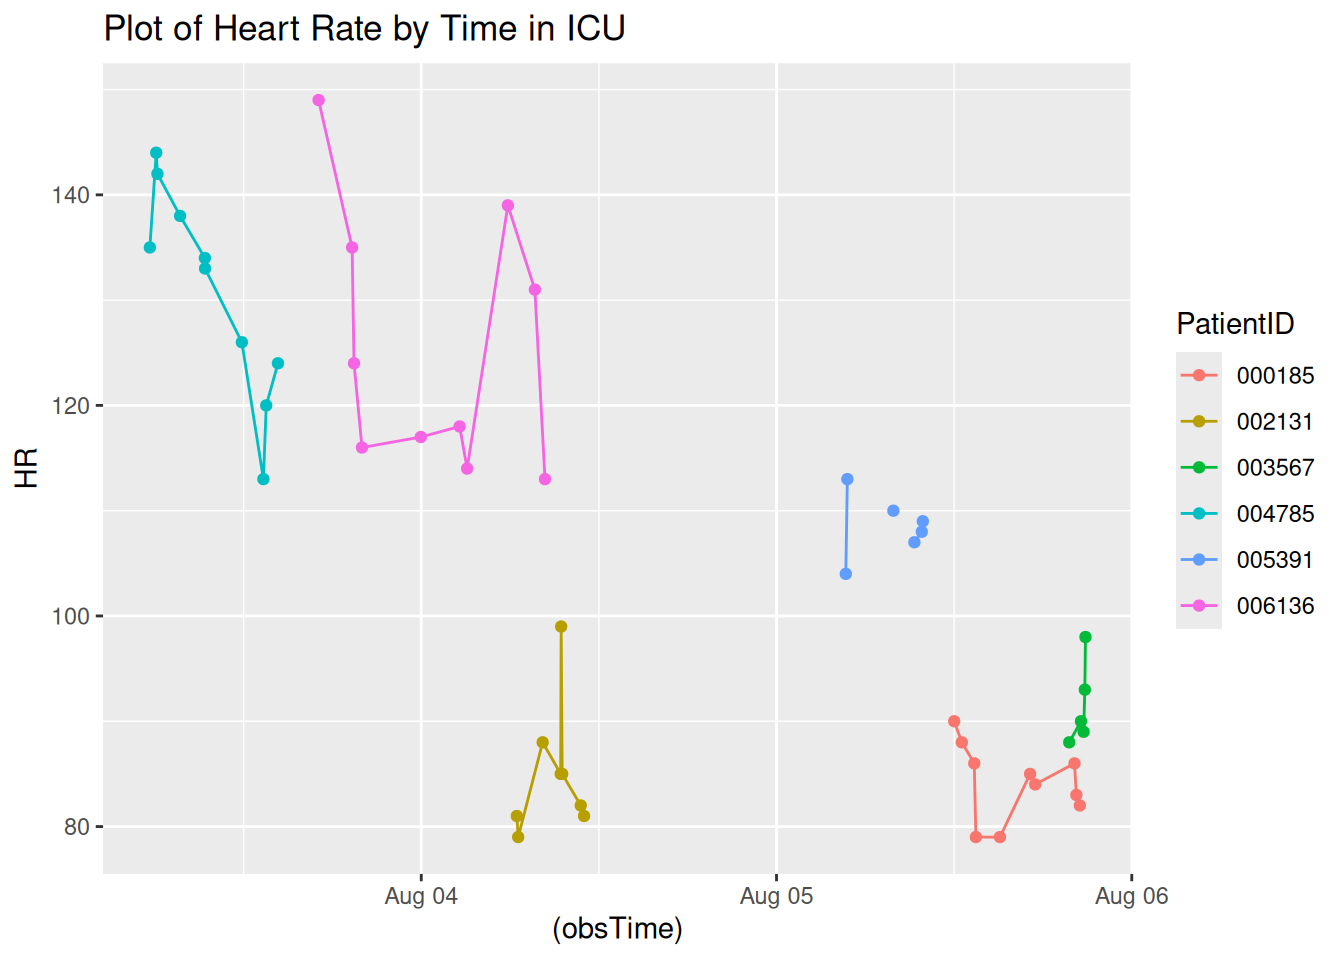 Plot of Heart Rate by Time in ICU
140
120
100
80
HR
Aug 04
Aug 05
Aug 06
(obsTime)
PatientID
000185
002131
003567
004785
005391
006136